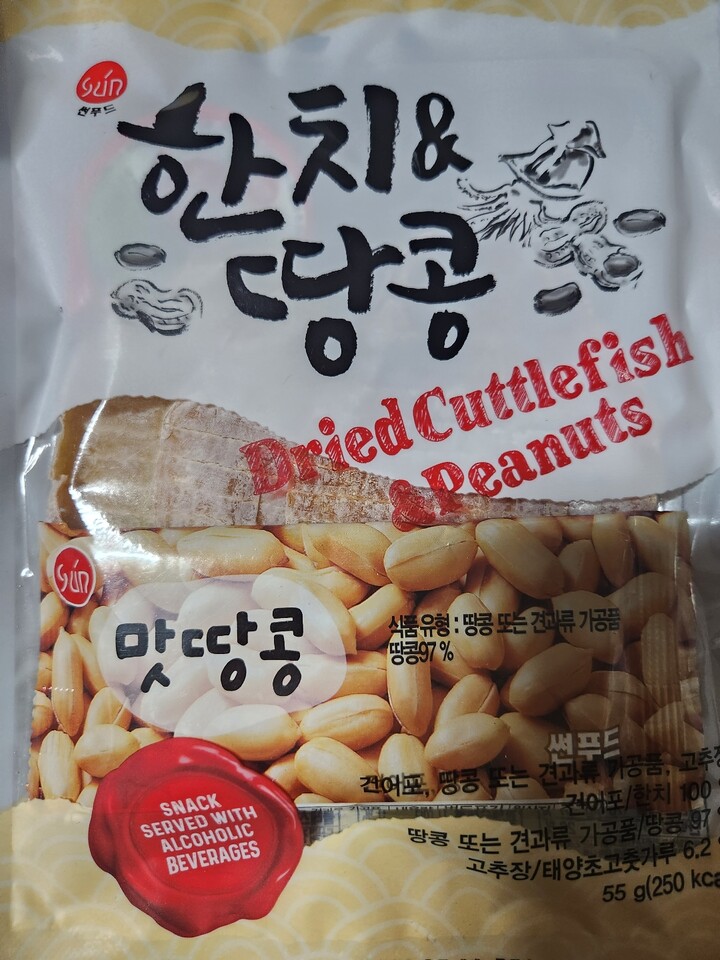 Sún
썬푸드
한치&
땅콩
Dried Cuttlefish
& Peanuts
Sún
맛땅콩
식품유형 : 땅콩 또는 견과류 가공품
땅콩97 %
썬푸드
건어포, 땅콩 또는 견과류 가공품, 고추장
건어포/한치 100
땅콩 또는 견과류 가공품/땅콩 97
고추장/태양초고춧가루 6.2
55 g(250 kca
SNACK
SERVED WITH
ALCOHOLIC
BEVERAGES